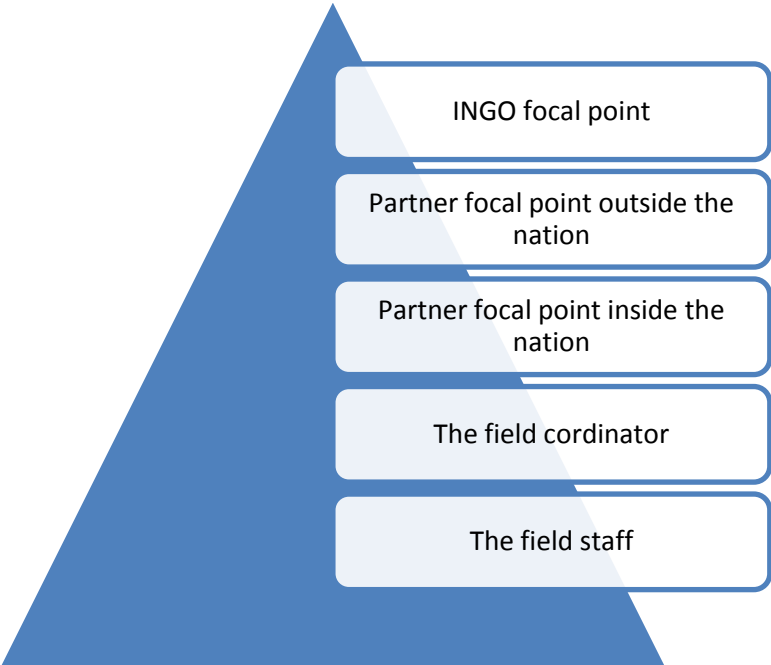 INGO focal point
Partner focal point outside the
nation
Partner focal point inside the
nation
The field cordinator
The field staff